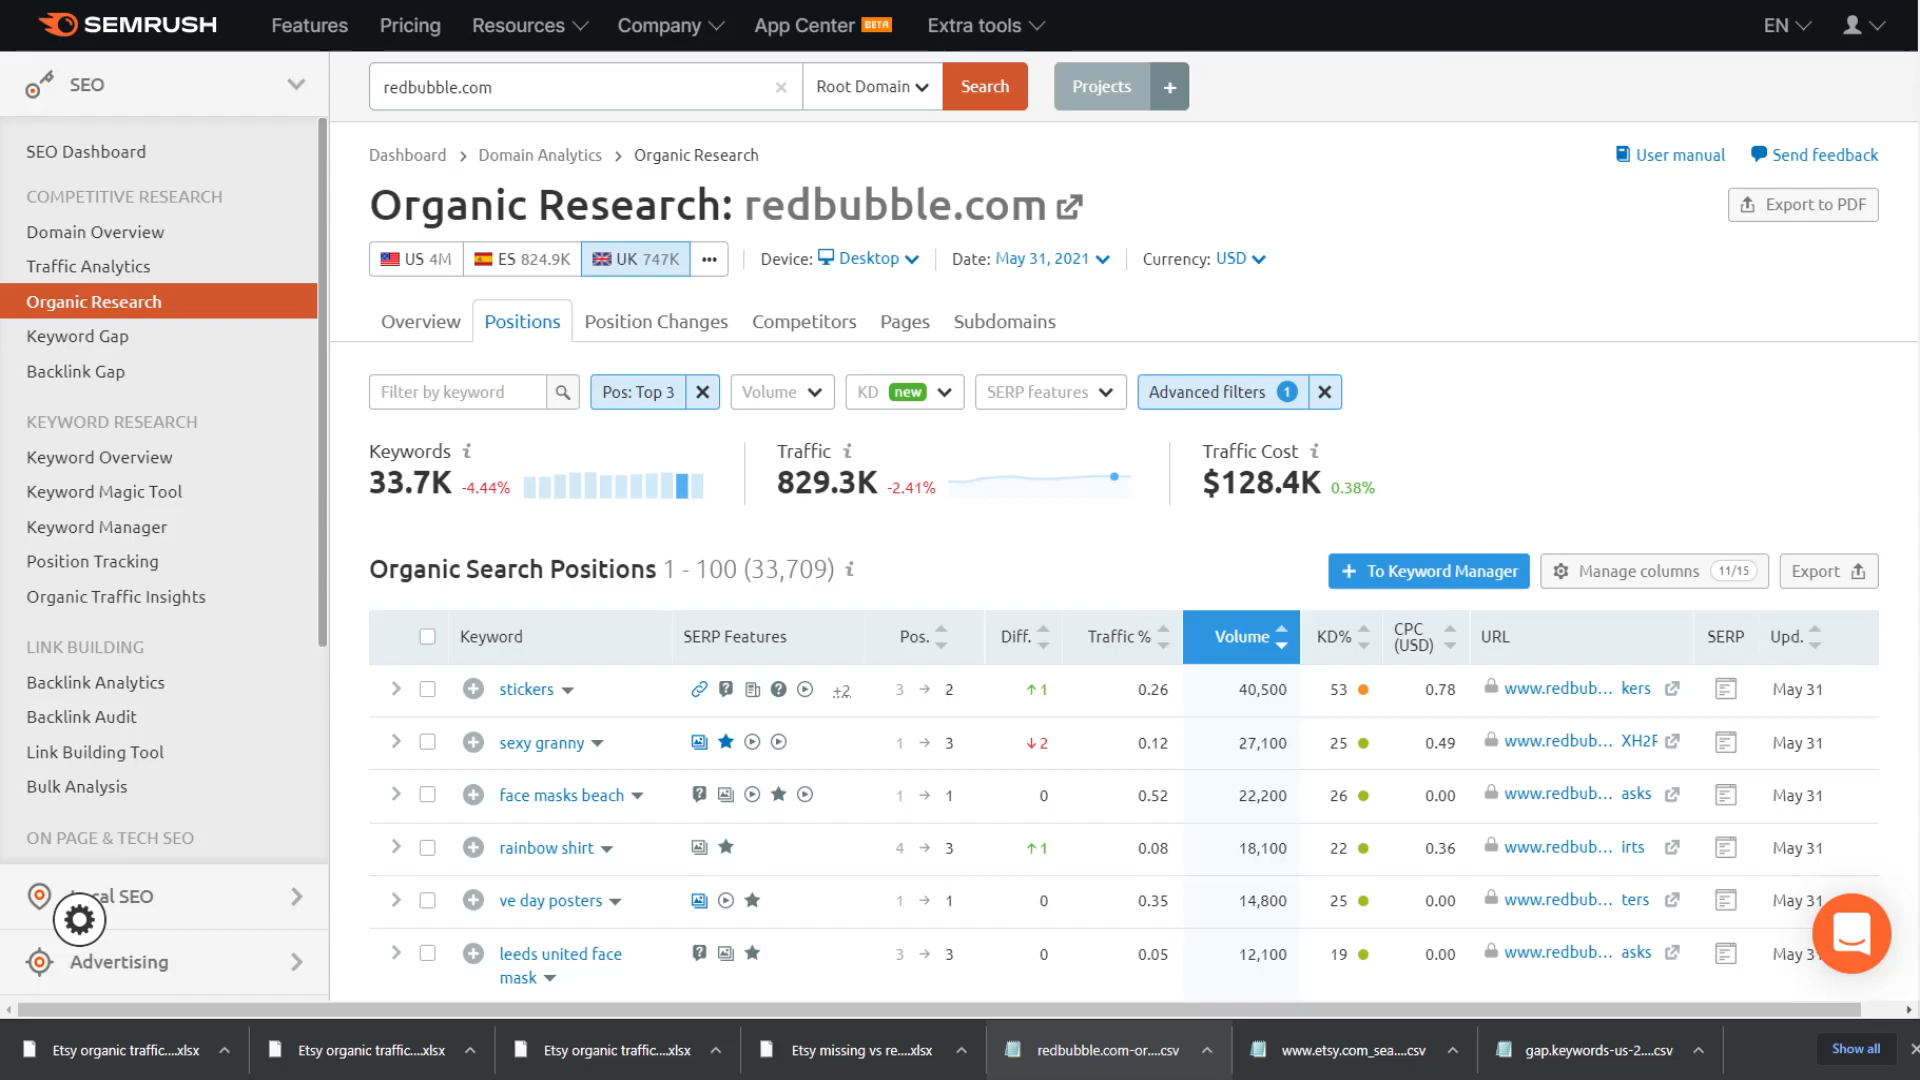 SEMRUSH Features Pricing Resources Company App Center BETA Extra tools EN
SEO
redbubble.com × Root Domain Search Projects +
SEO Dashboard
COMPETITIVE RESEARCH
Domain Overview
Traffic Analytics
Organic Research
Keyword Gap
Backlink Gap
KEYWORD RESEARCH
Keyword Overview
Keyword Magic Tool
Keyword Manager
Position Tracking
Organic Traffic Insights
LINK BUILDING
Backlink Analytics
Backlink Audit
Link Building Tool
Bulk Analysis
ON PAGE & TECH SEO
SEO
Advertising
Dashboard > Domain Analytics > Organic Research
User manual Send feedback
Organic Research: redbubble.com
Export to PDF
US 4M ES 824.9K UK 747K ••• Device: Desktop Date: May 31, 2021 Currency: USD
Overview Positions Position Changes Competitors Pages Subdomains
Filter by keyword Pos: Top 3 Volume KD new SERP features Advanced filters 1
Keywords i Traffic i Traffic Cost i
33.7K -4.44% 829.3K -2.41% $128.4K 0.38%
Organic Search Positions 1 - 100 (33,709) i
+ To Keyword Manager Manage columns 11/15 Export
Keyword SERP Features Pos. Diff. Traffic % Volume KD% CPC (USD) URL SERP Upd.
stickers +2 3 → 2 ↑1 0.26 40,500 53 0.78 www.redbub... kers May 31
sexy granny 1 → 3 ↓2 0.12 27,100 25 0.49 www.redbub... XH2F May 31
face masks beach 1 → 1 0 0.52 22,200 26 0.00 www.redbub... asks May 31
rainbow shirt 4 → 3 ↑1 0.08 18,100 22 0.36 www.redbub... irts May 31
ve day posters 1 → 1 0 0.35 14,800 25 0.00 www.redbub... ters May 31
leeds united face 3 → 3 0 0.05 12,100 19 0.00 www.redbub... asks May 3
mask
Etsy organic traffic....xlsx Etsy organic traffic....xlsx Etsy organic traffic....xlsx Etsy missing vs re....xlsx redbubble.com-or....csv www.etsy.com_sea....csv gap.keywords-us-2....csv Show all